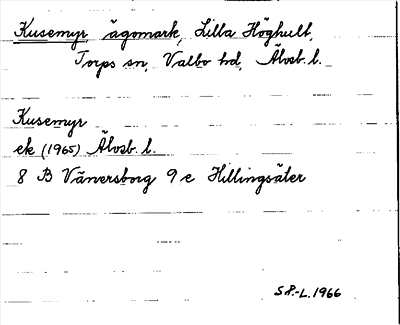 Kusemyr ägomark, Lilla Höghult,
Torps sn, Valbo hd, Älvsb. l.
Kusemyr
ek (1965) Älvsb. l.
8 B Vänersborg 9 e Hillingsäter
S.P.-L. 1966